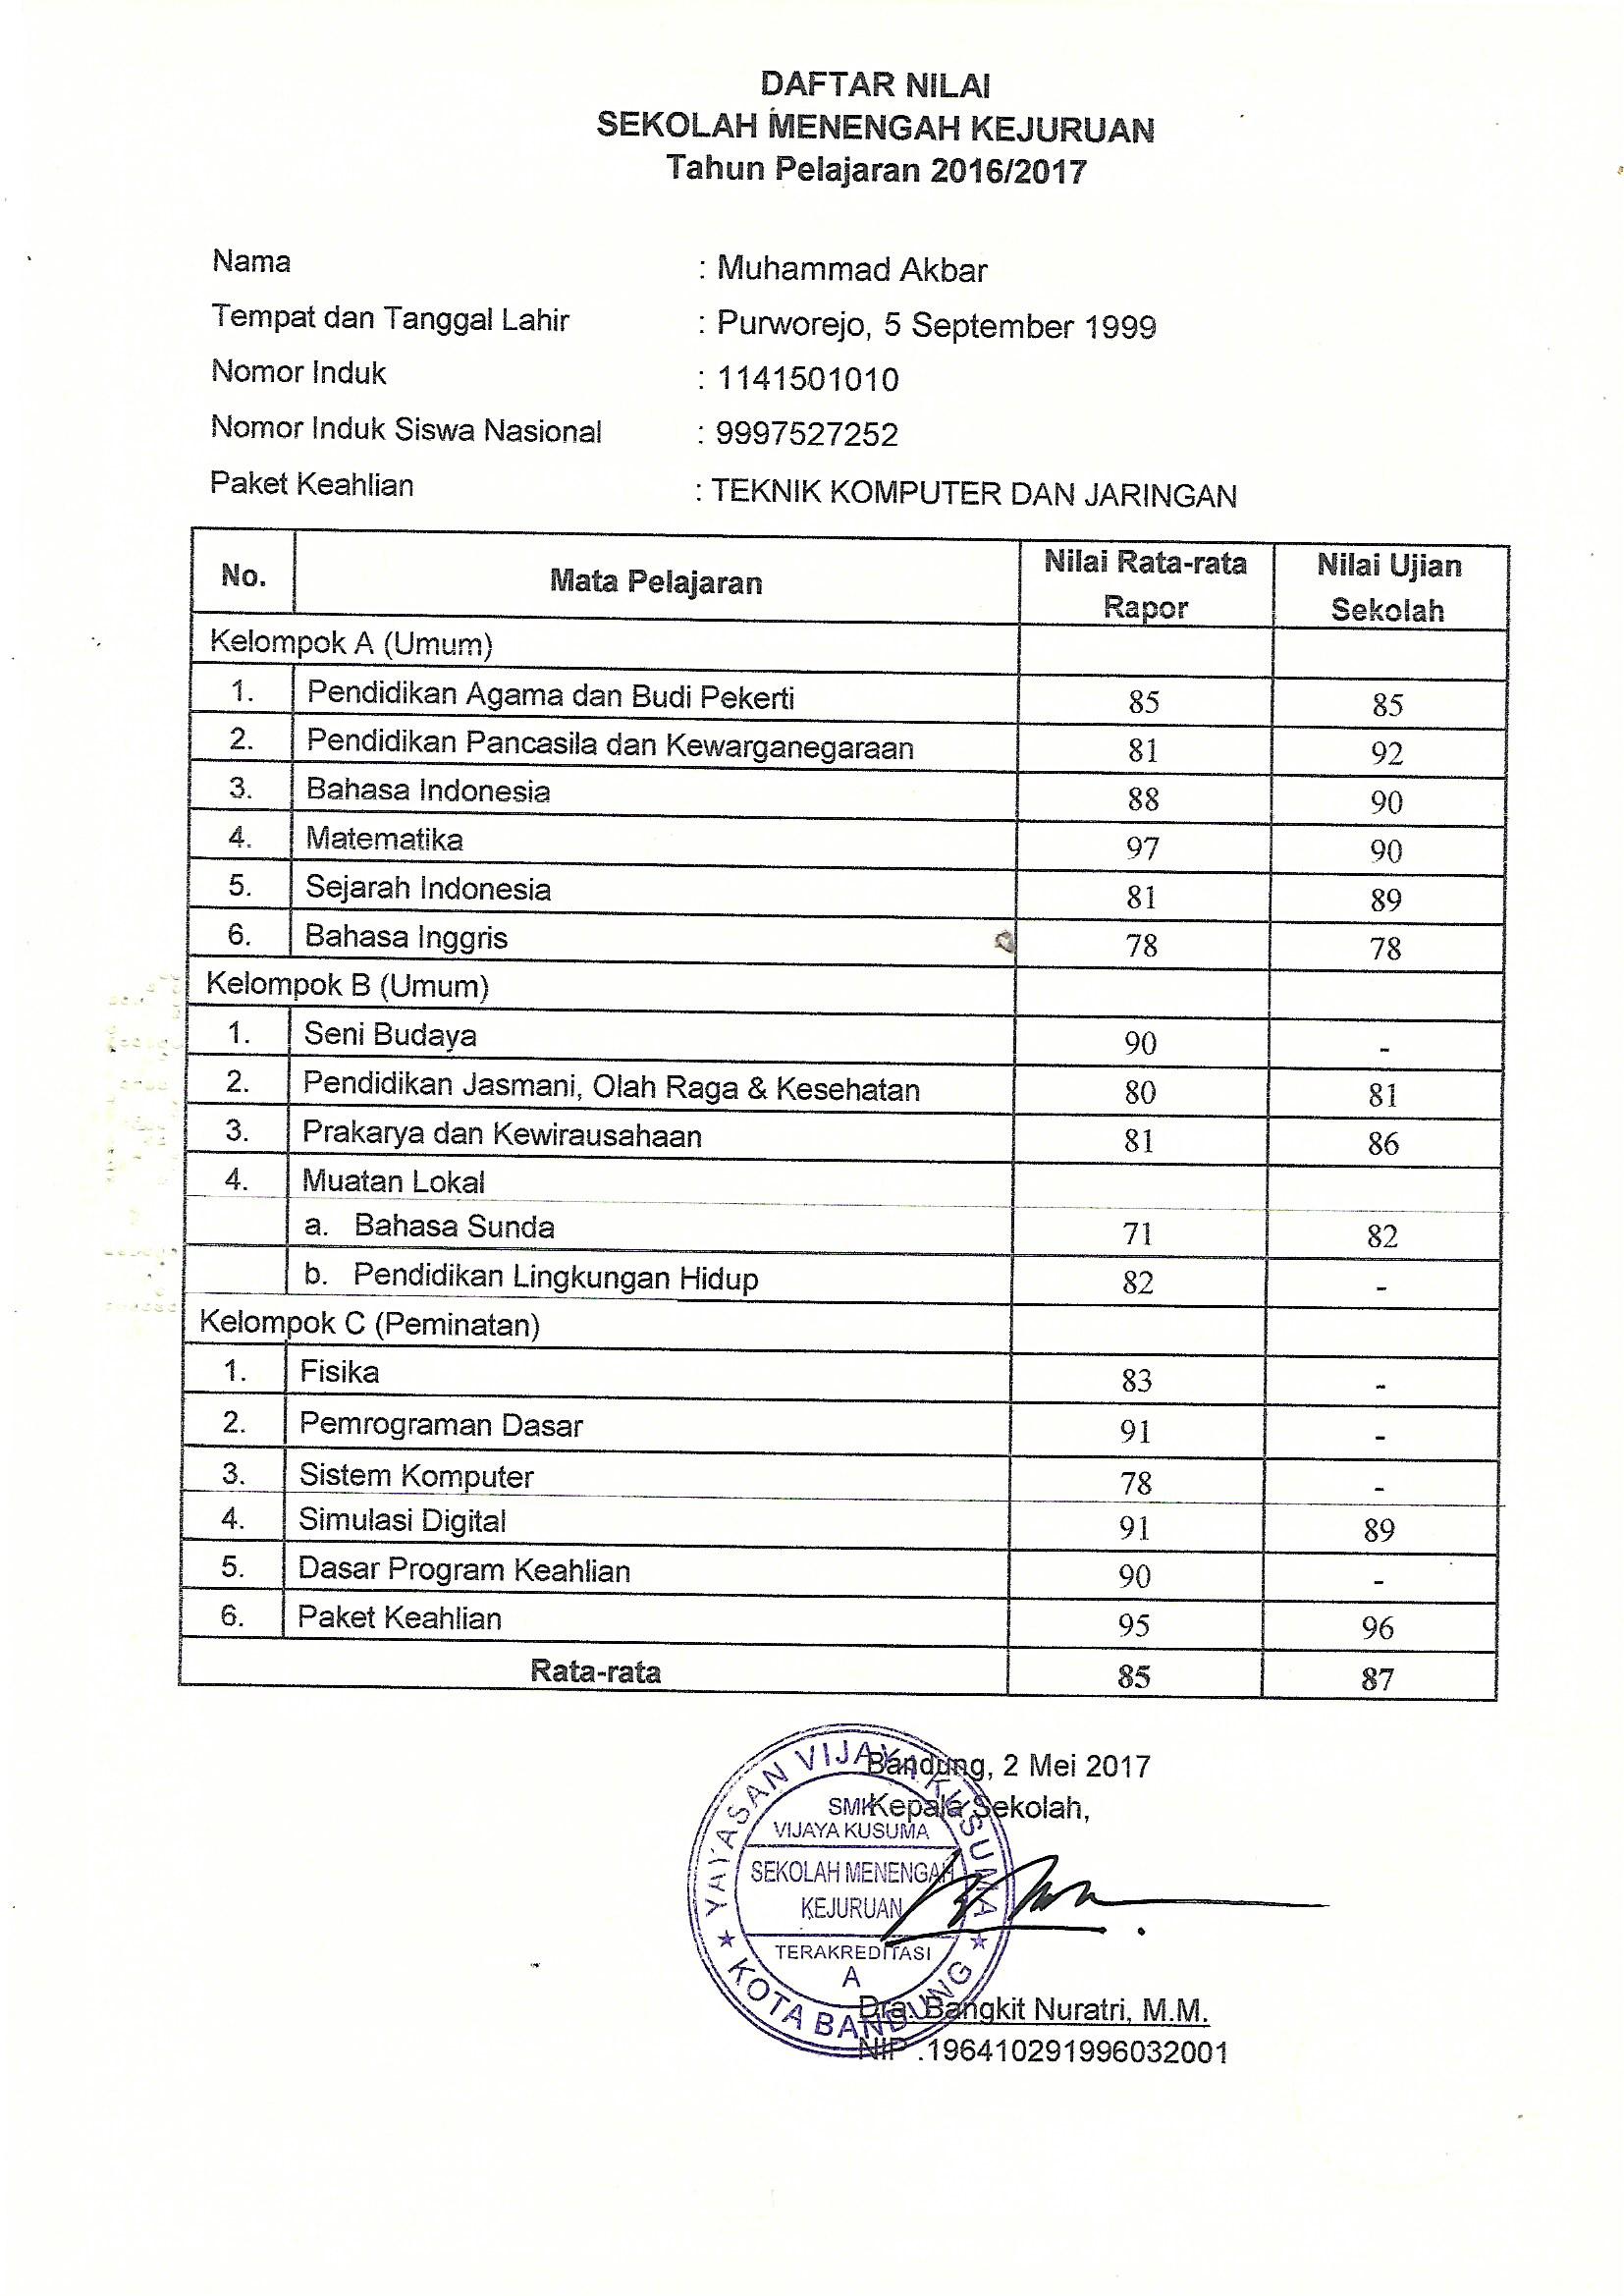 DAFTAR NILAI
SEKOLAH MENENGAH KEJURUAN
Tahun Pelajaran 2016/2017
Nama : Muhammad Akbar
Tempat dan Tanggal Lahir : Purworejo, 5 September 1999
Nomor Induk : 1141501010
Nomor Induk Siswa Nasional : 9997527252
Paket Keahlian : TEKNIK KOMPUTER DAN JARINGAN
No. Mata Pelajaran Nilai Rata-rata Rapor Nilai Ujian Sekolah
Kelompok A (Umum)
1. Pendidikan Agama dan Budi Pekerti 85 85
2. Pendidikan Pancasila dan Kewarganegaraan 81 92
3. Bahasa Indonesia 88 90
4. Matematika 97 90
5. Sejarah Indonesia 81 89
6. Bahasa Inggris 78 78
Kelompok B (Umum)
1. Seni Budaya 90 -
2. Pendidikan Jasmani, Olah Raga & Kesehatan 80 81
3. Prakarya dan Kewirausahaan 81 86
4. Muatan Lokal
a. Bahasa Sunda 71 82
b. Pendidikan Lingkungan Hidup 82 -
Kelompok C (Peminatan)
1. Fisika 83 -
2. Pemrograman Dasar 91 -
3. Sistem Komputer 78 -
4. Simulasi Digital 91 89
5. Dasar Program Keahlian 90 -
6. Paket Keahlian 95 96
Rata-rata 85 87
Bandung, 2 Mei 2017
Kepala Sekolah,
YAYASAN VIJAYA KUSUMA
SMK
VIJAYA KUSUMA
SEKOLAH MENENGAH
KEJURUAN
TERAKREDITASI
A
★ KOTA BANDUNG ★
Dra. Bangkit Nuratri, M.M.
NIP .196410291996032001